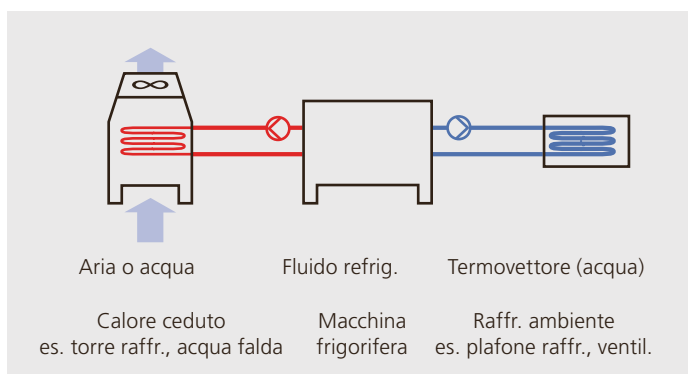 Aria o acqua Fluido refrig. Termovettore (acqua)
Calore ceduto Macchina Raffr. ambiente
es. torre raffr., acqua falda frigorifera es. plafone raffr., ventil.